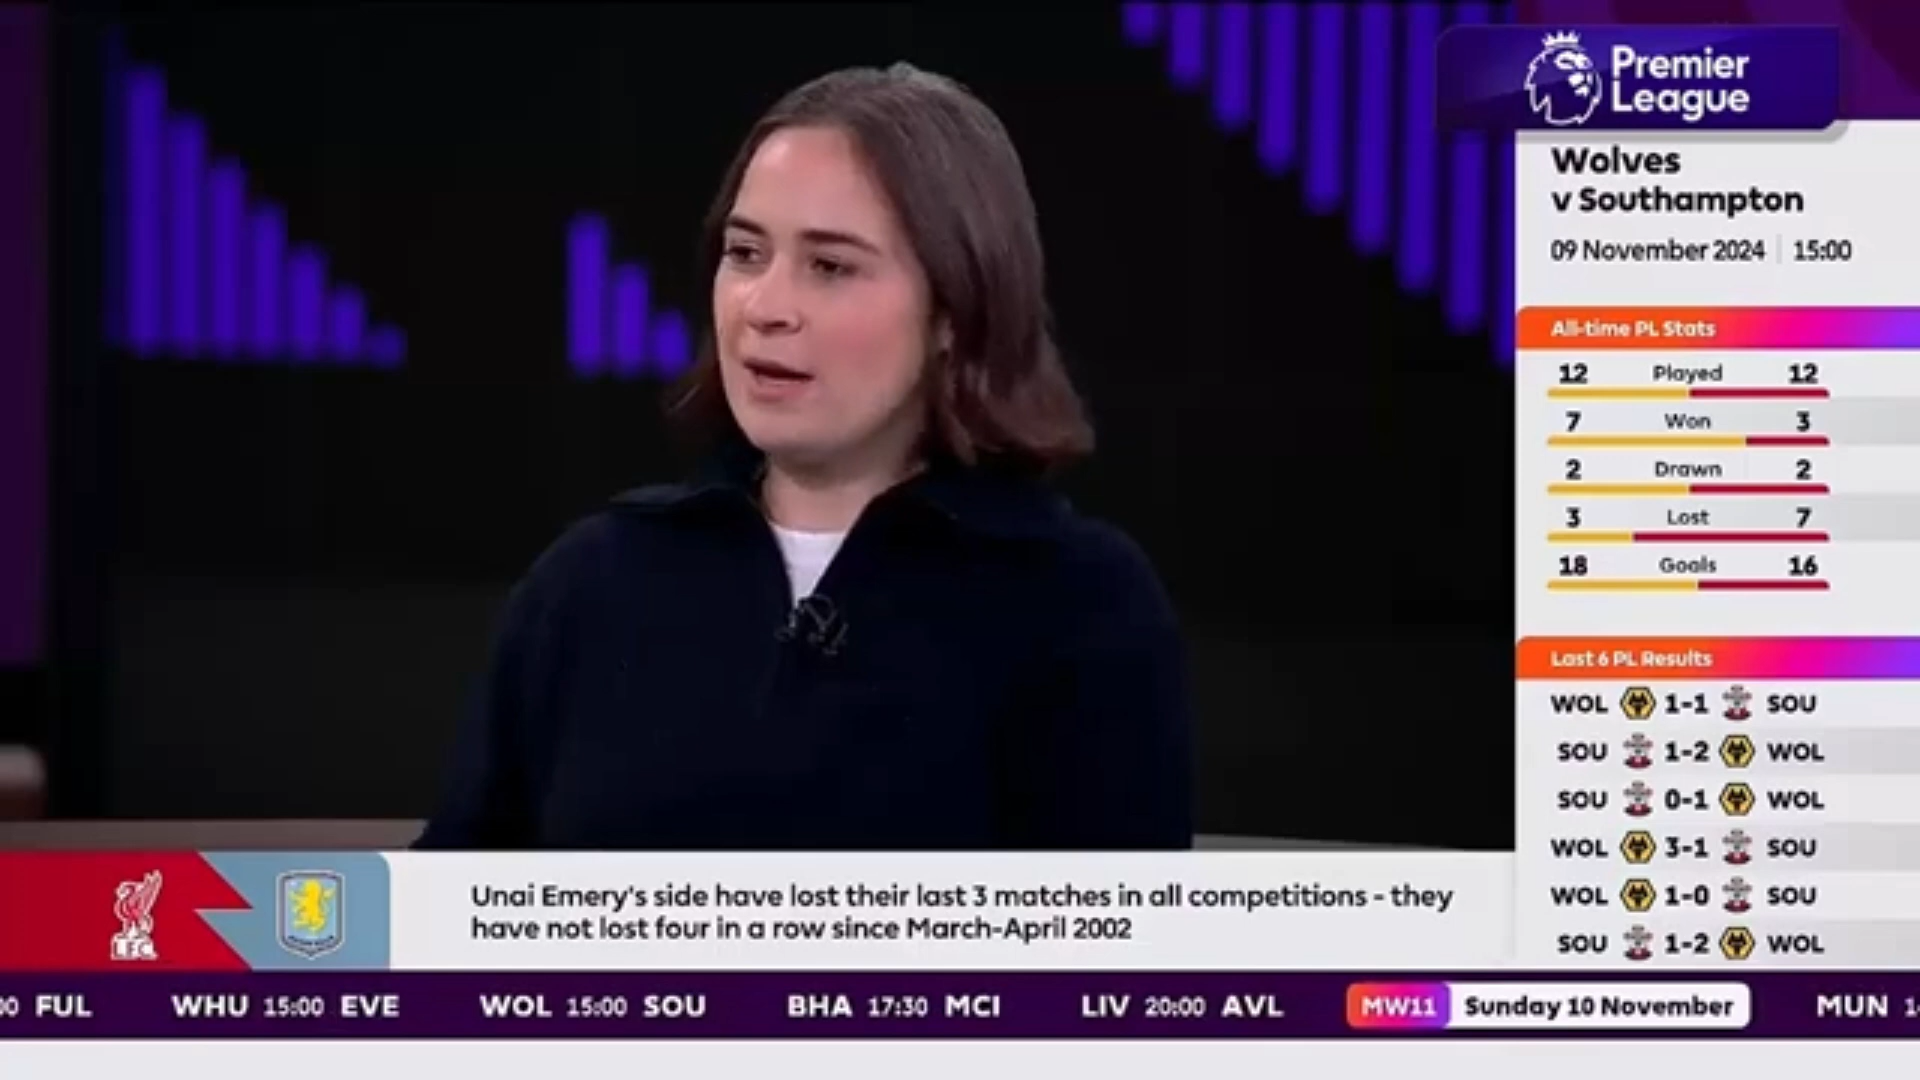 Premier
League
Wolves
v Southampton
09 November 2024 15:00
All-time PL Stats
12 Played 12
7 Won 3
2 Drawn 2
3 Lost 7
18 Goals 16
Last 6 PL Results
WOL 1-1 SOU
SOU 1-2 WOL
SOU 0-1 WOL
WOL 3-1 SOU
WOL 1-0 SOU
SOU 1-2 WOL
LFC
Unai Emery's side have lost their last 3 matches in all competitions - they
have not lost four in a row since March-April 2002
FUL WHU 15:00 EVE WOL 15:00 SOU BHA 17:30 MCI LIV 20:00 AVL MW11 Sunday 10 November MUN